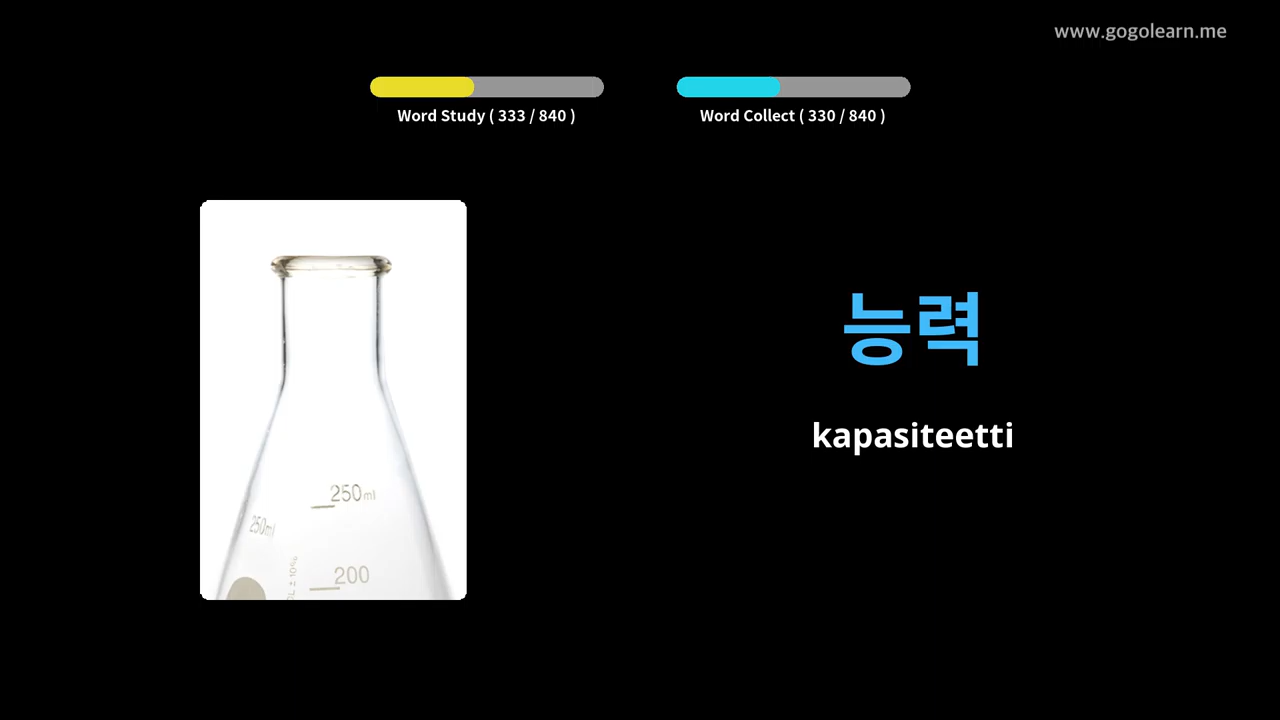 www.gogolearn.me
Word Study ( 333 / 840 )
Word Collect ( 330 / 840 )
능력
kapasiteetti
250ml
250ml
200